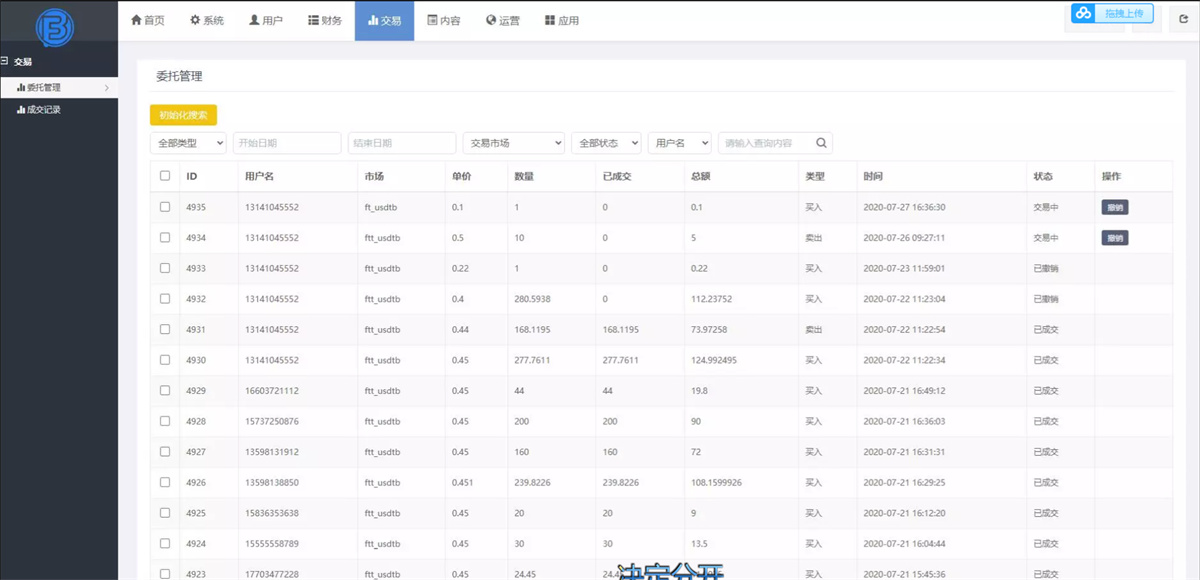 首页 系统 用户 财务 交易 内容 运营 应用 拖拽上传
交易
委托管理
成交记录
委托管理
初始化搜索
全部类型 开始日期 结束日期 交易市场 全部状态 用户名 请输入查询内容
ID 用户名 市场 单价 数量 已成交 总额 类型 时间 状态 操作
4935 13141045552 ft_usdtb 0.1 1 0 0.1 买入 2020-07-27 16:36:30 交易中 撤销
4934 13141045552 ftt_usdtb 0.5 10 0 5 卖出 2020-07-26 09:27:11 交易中 撤销
4933 13141045552 ftt_usdtb 0.22 1 0 0.22 买入 2020-07-23 11:59:01 已撤销
4932 13141045552 ftt_usdtb 0.4 280.5938 0 112.23752 买入 2020-07-22 11:23:04 已撤销
4931 13141045552 ftt_usdtb 0.44 168.1195 168.1195 73.97258 卖出 2020-07-22 11:22:54 已成交
4930 13141045552 ftt_usdtb 0.45 277.7611 277.7611 124.992495 买入 2020-07-22 11:22:34 已成交
4929 16603721112 ftt_usdtb 0.45 44 44 19.8 买入 2020-07-21 16:49:12 已成交
4928 15737250876 ftt_usdtb 0.45 200 200 90 买入 2020-07-21 16:36:03 已成交
4927 13598131912 ftt_usdtb 0.45 160 160 72 买入 2020-07-21 16:31:31 已成交
4926 13598138850 ftt_usdtb 0.451 239.8226 239.8226 108.1599926 买入 2020-07-21 16:29:25 已成交
4925 15836353638 ftt_usdtb 0.45 20 20 9 买入 2020-07-21 16:12:20 已成交
4924 15555558789 ftt_usdtb 0.45 30 30 13.5 买入 2020-07-21 16:04:44 已成交
4923 17703477228 ftt_usdtb 0.45 24.45 买入 2020-07-21 15:45:36 已成交
决定分开